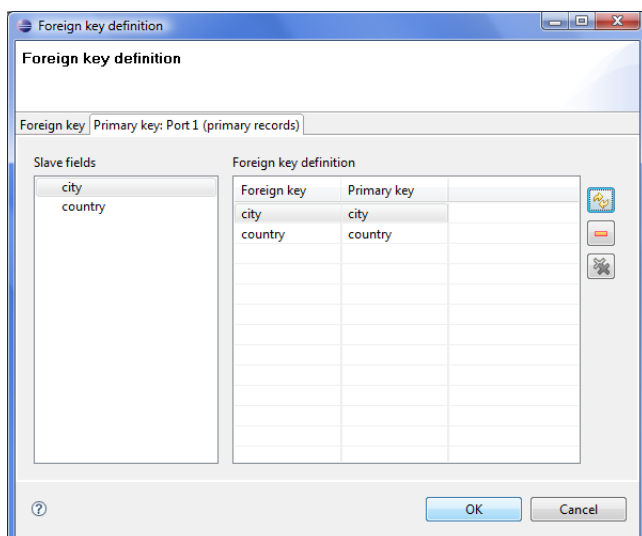 Foreign key definition
Foreign key definition
Foreign key Primary key: Port 1 (primary records)
Slave fields Foreign key definition
city
country
Foreign key Primary key
city city
country country
OK Cancel